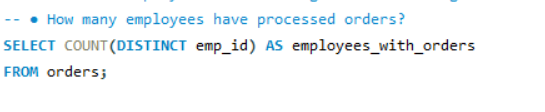 -- • How many employees have processed orders?
SELECT COUNT(DISTINCT emp_id) AS employees_with_orders
FROM orders;